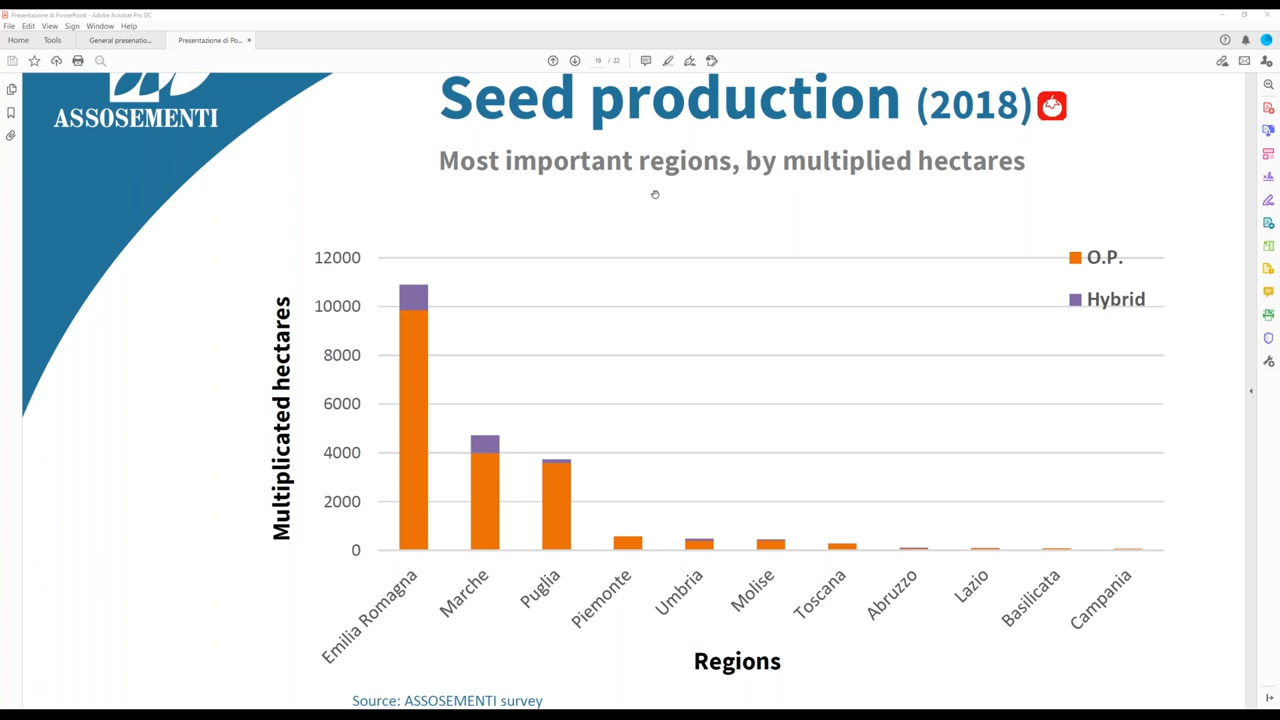 Presentazione di PowerPoint - Adobe Acrobat Pro DC
File Edit View Sign Window Help
Home Tools General presenatio... Presentazione di Po... ×
19 / 22
ASSOSEMENTI
Seed production (2018)
Most important regions, by multiplied hectares
12000
10000
8000
6000
4000
2000
0
Multiplicated hectares
O.P.
Hybrid
Emilia Romagna
Marche
Puglia
Piemonte
Umbria
Molise
Toscana
Abruzzo
Lazio
Basilicata
Campania
Regions
Source: ASSOSEMENTI survey